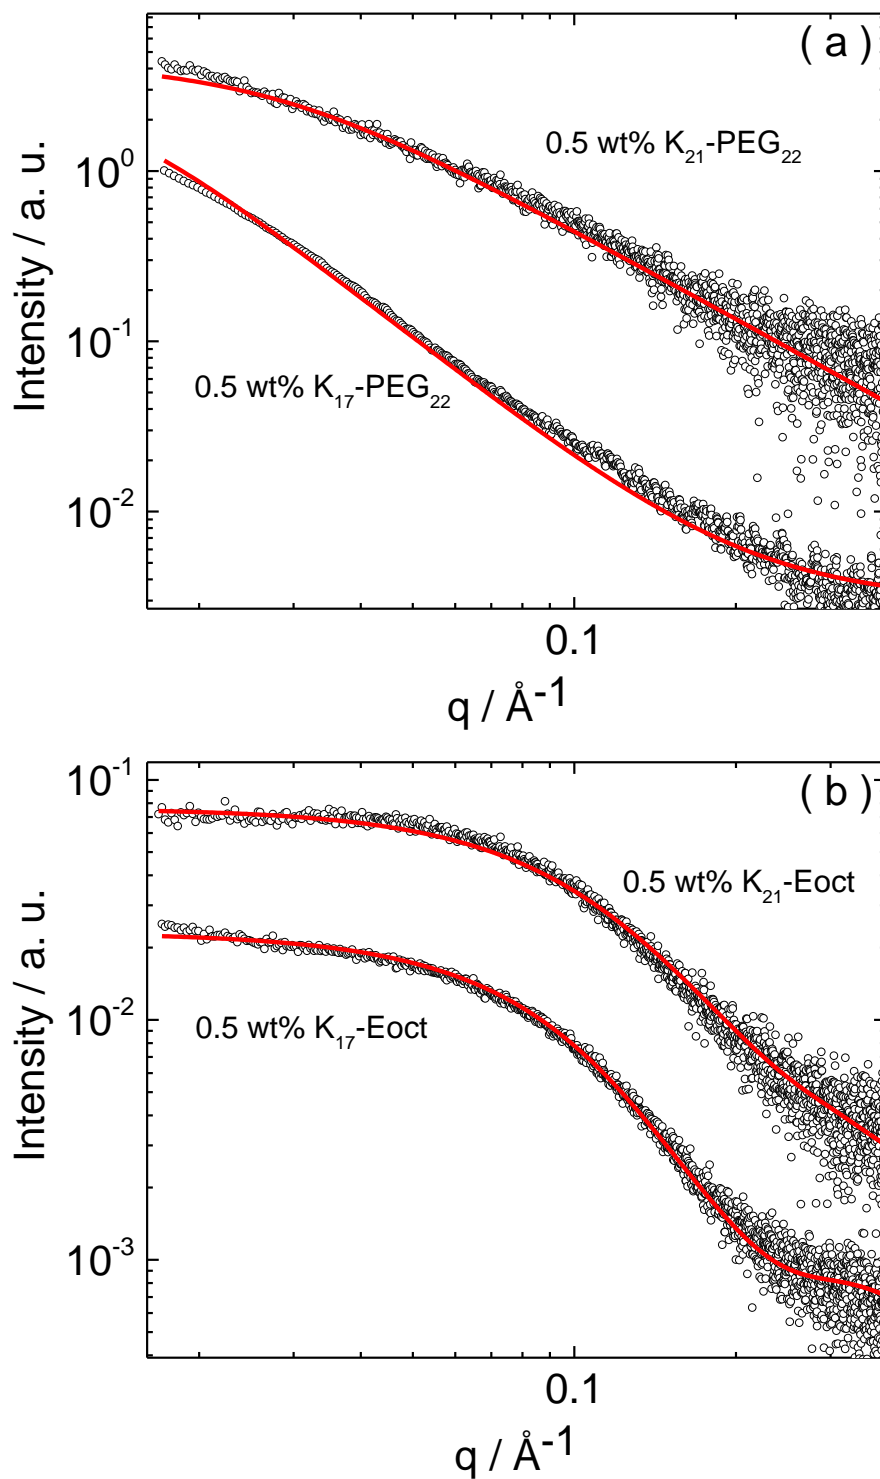 ( a )
0.5 wt% K₂₁-PEG₂₂
10⁰
Intensity / a. u.
10⁻¹
0.5 wt% K₁₇-PEG₂₂
10⁻²
0.1
q / Å⁻¹
10⁻¹
( b )
0.5 wt% K₂₁-Eoct
Intensity / a. u.
10⁻²
0.5 wt% K₁₇-Eoct
10⁻³
0.1
q / Å⁻¹